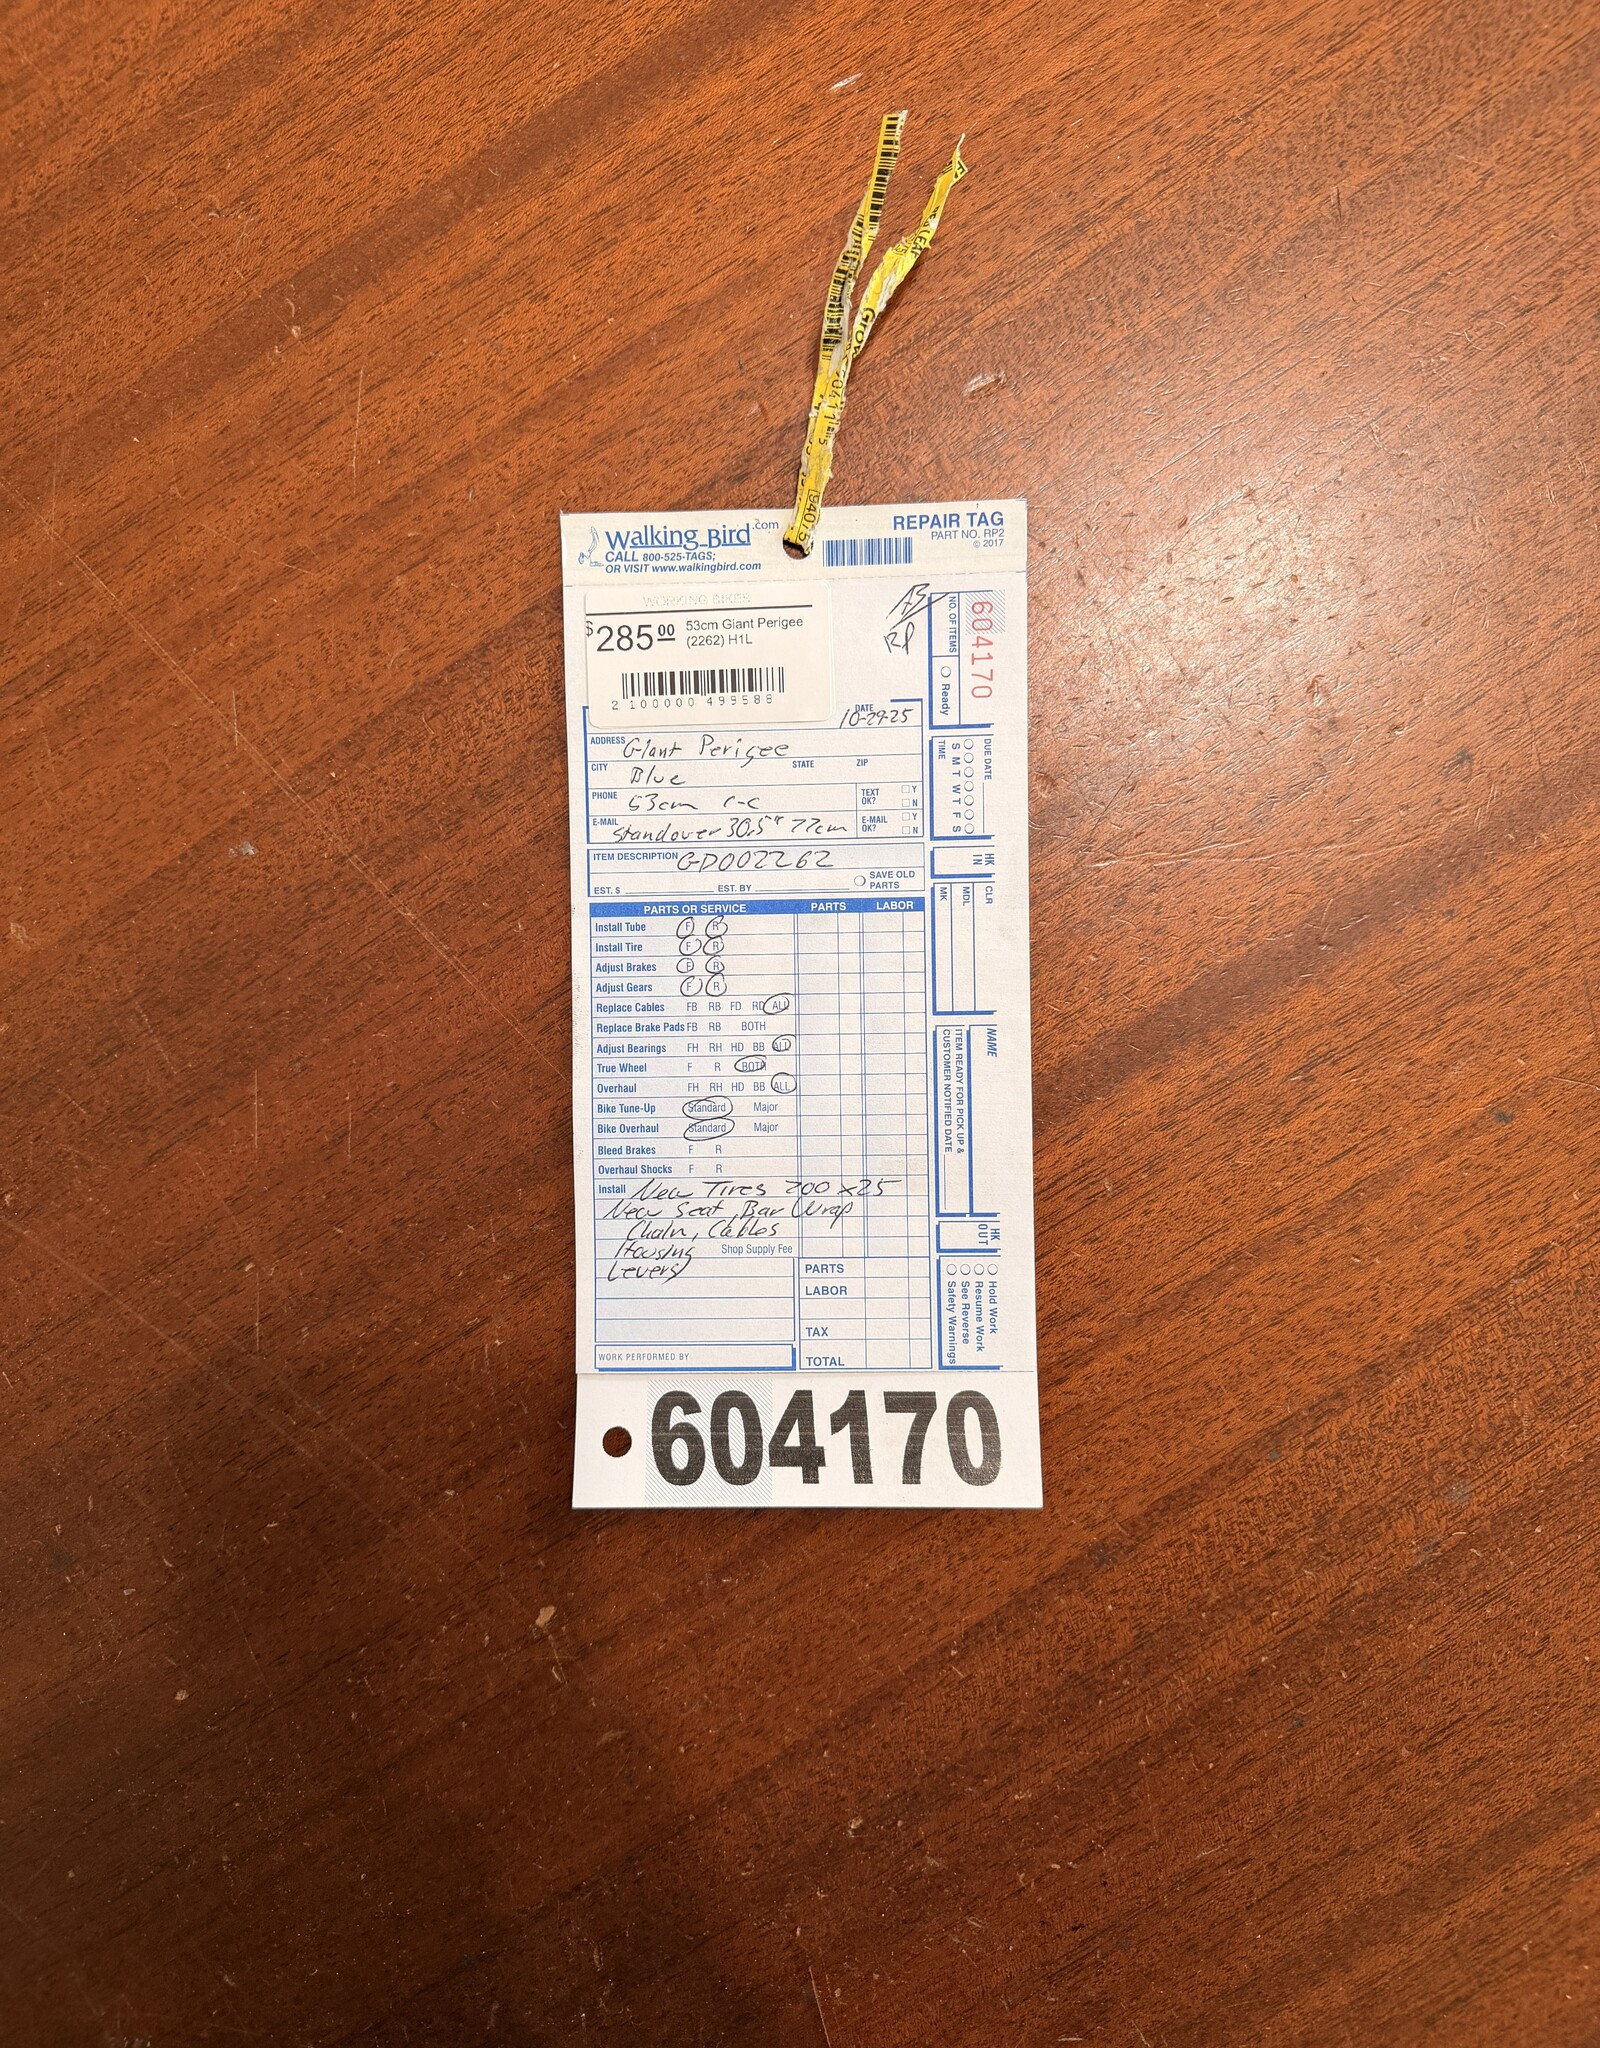 Walking Bird.com
CALL 800-525-TAGS;
OR VISIT www.walkingbird.com
REPAIR TAG
PART NO. RP2
© 2017
WORKING BIKES
$285.00 53cm Giant Perigee
(2262) H1L
2 100000 499588
RP
DATE 10-29-25
ADDRESS Giant Perigee
CITY Blue STATE ZIP
PHONE 53cm c-c TEXT OK? Y N
E-MAIL Standover 30.5" 77cm E-MAIL OK? Y N
ITEM DESCRIPTION GD002262
EST. $ EST. BY SAVE OLD PARTS
PARTS OR SERVICE PARTS LABOR
Install Tube F R
Install Tire F R
Adjust Brakes F R
Adjust Gears F R
Replace Cables FB RB FD RD ALL
Replace Brake Pads FB RB BOTH
Adjust Bearings FH RH HD BB ALL
True Wheel F R BOTH
Overhaul FH RH HD BB ALL
Bike Tune-Up Standard Major
Bike Overhaul Standard Major
Bleed Brakes F R
Overhaul Shocks F R
Install New Tires 700 x 25
New Seat, Bar Wrap
Chain, Cables
Housing Shop Supply Fee
Levers
PARTS
LABOR
TAX
TOTAL
WORK PERFORMED BY
604170
NO. OF ITEMS
Ready
DUE DATE
S M T W T F S
TIME
HK IN
CLR
MDL
MK
NAME
ITEM READY FOR PICK UP &
CUSTOMER NOTIFIED DATE
HK OUT
Hold Work
Resume Work
See Reverse
Safety Warnings
604170
94075